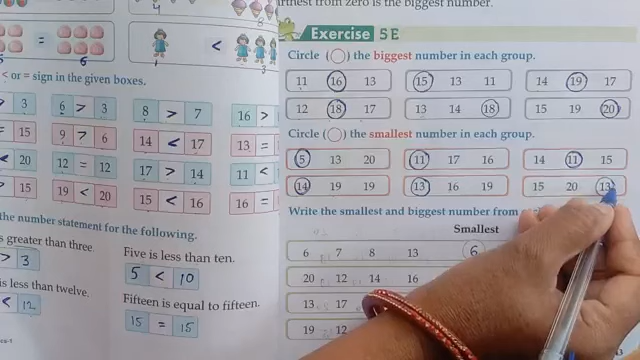 4
<
3
=
6
6
< or = sign in the given boxes.
> 3
6 > 3
8 > 7
16 >
= 15
9 > 6
14 < 17
13 =
< 20
12 = 12
17 > 14
11 <
> 15
19 < 20
15 < 16
16 =
the number statement for the following.
s greater than three.
Five is less than ten.
> 3
5 < 10
is less than twelve.
Fifteen is equal to fifteen.
< 12
15 = 15
rthest from zero is the biggest number.
Exercise 5E
Circle the biggest number in each group.
11 16 13
15 13 11
14 19 17
12 18 17
13 14 18
15 19 20
Circle the smallest number in each group.
5 13 20
11 17 16
14 11 15
14 19 19
13 16 19
15 20 13
Write the smallest and biggest number from
Smallest
6 7 8 13
6
20 12 14 16
13 17
19 12